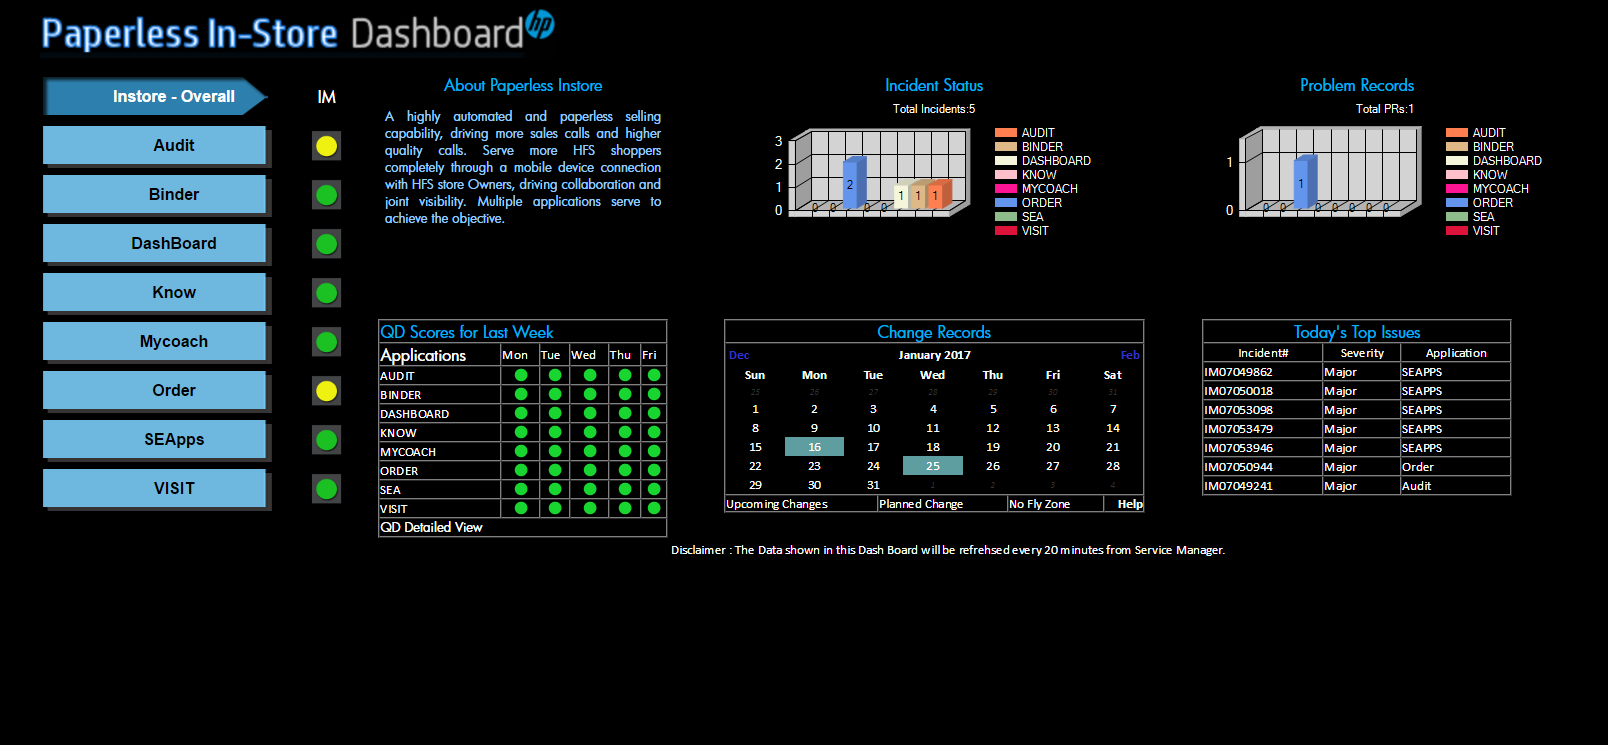 Paperless In-Store Dashboard hp
Instore - Overall
IM
Audit
Binder
DashBoard
Know
Mycoach
Order
SEApps
VISIT
About Paperless Instore
A highly automated and paperless selling
capability, driving more sales calls and higher
quality calls. Serve more HFS shoppers
completely through a mobile device connection
with HFS store Owners, driving collaboration and
joint visibility. Multiple applications serve to
achieve the objective.
Incident Status
Total Incidents:5
3
2
1
0
0 0 2 0 0 1 1 1
AUDIT
BINDER
DASHBOARD
KNOW
MYCOACH
ORDER
SEA
VISIT
Problem Records
Total PRs:1
1
0
0 0 1 0 0 0 0 0
AUDIT
BINDER
DASHBOARD
KNOW
MYCOACH
ORDER
SEA
VISIT
QD Scores for Last Week
Applications Mon Tue Wed Thu Fri
AUDIT
BINDER
DASHBOARD
KNOW
MYCOACH
ORDER
SEA
VISIT
QD Detailed View
Change Records
Dec January 2017 Feb
Sun Mon Tue Wed Thu Fri Sat
25 26 27 28 29 30 31
1 2 3 4 5 6 7
8 9 10 11 12 13 14
15 16 17 18 19 20 21
22 23 24 25 26 27 28
29 30 31 1 2 3 4
Upcoming Changes Planned Change No Fly Zone Help
Today's Top Issues
Incident# Severity Application
IM07049862 Major SEAPPS
IM07050018 Major SEAPPS
IM07053098 Major SEAPPS
IM07053479 Major SEAPPS
IM07053946 Major SEAPPS
IM07050944 Major Order
IM07049241 Major Audit
Disclaimer : The Data shown in this Dash Board will be refrehsed every 20 minutes from Service Manager.